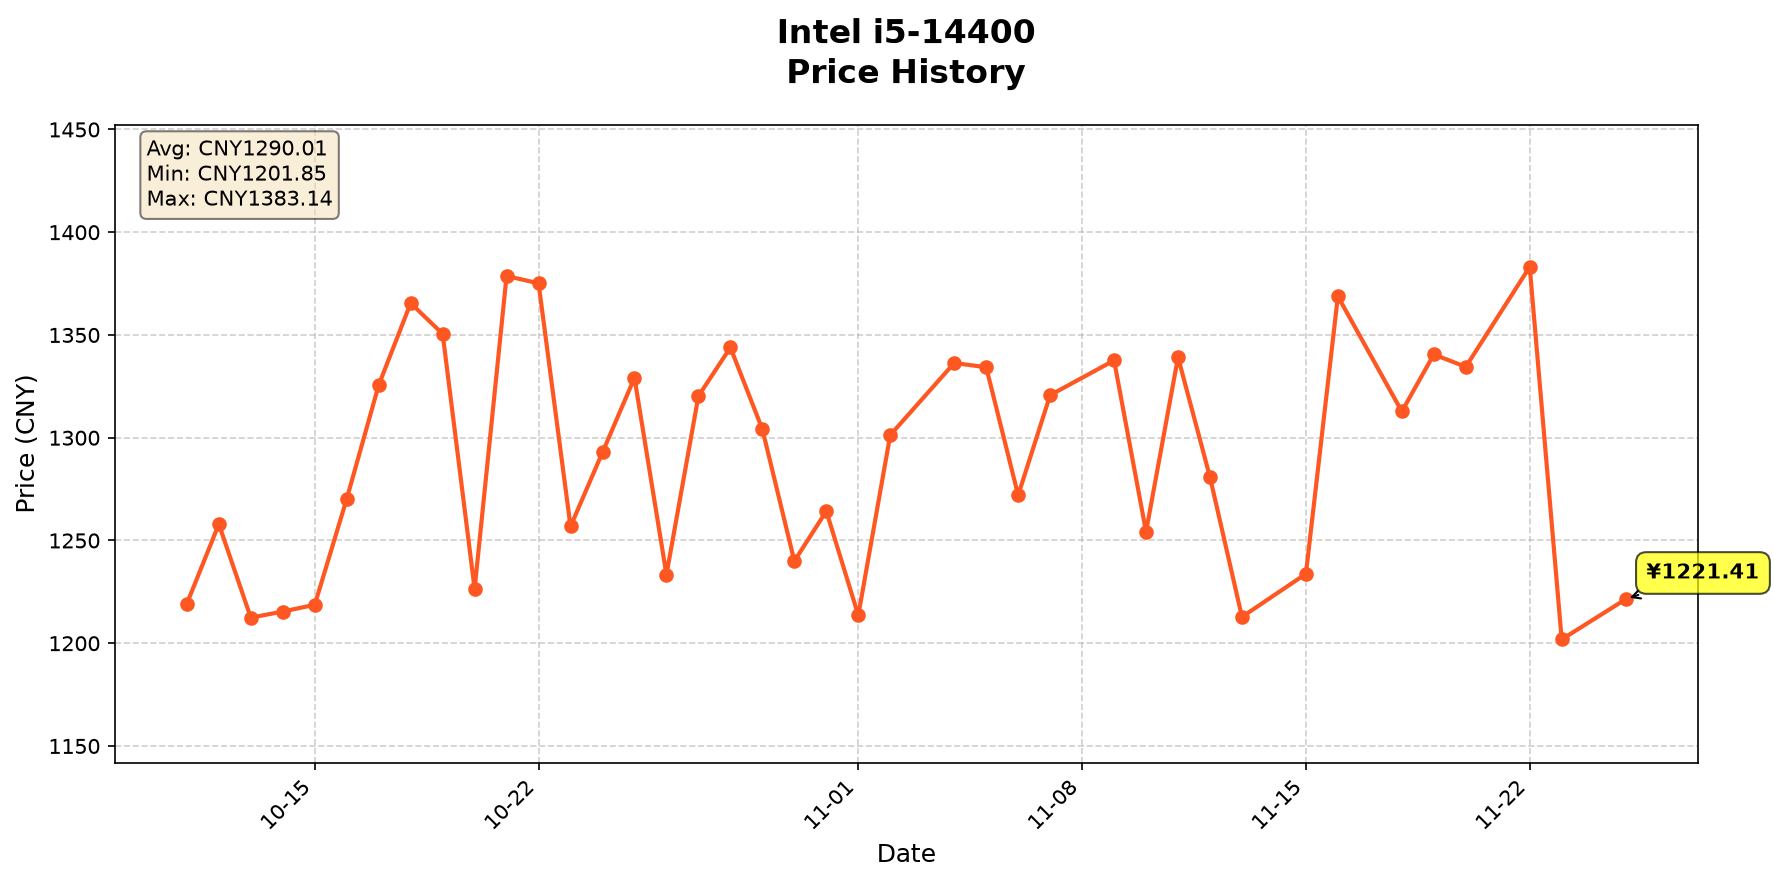 Intel i5-14400
Price History
Avg: CNY1290.01
Min: CNY1201.85
Max: CNY1383.14
1450
1400
1350
1300
1250
1200
1150
Price (CNY)
¥1221.41
10-15
10-22
11-01
11-08
11-15
11-22
Date